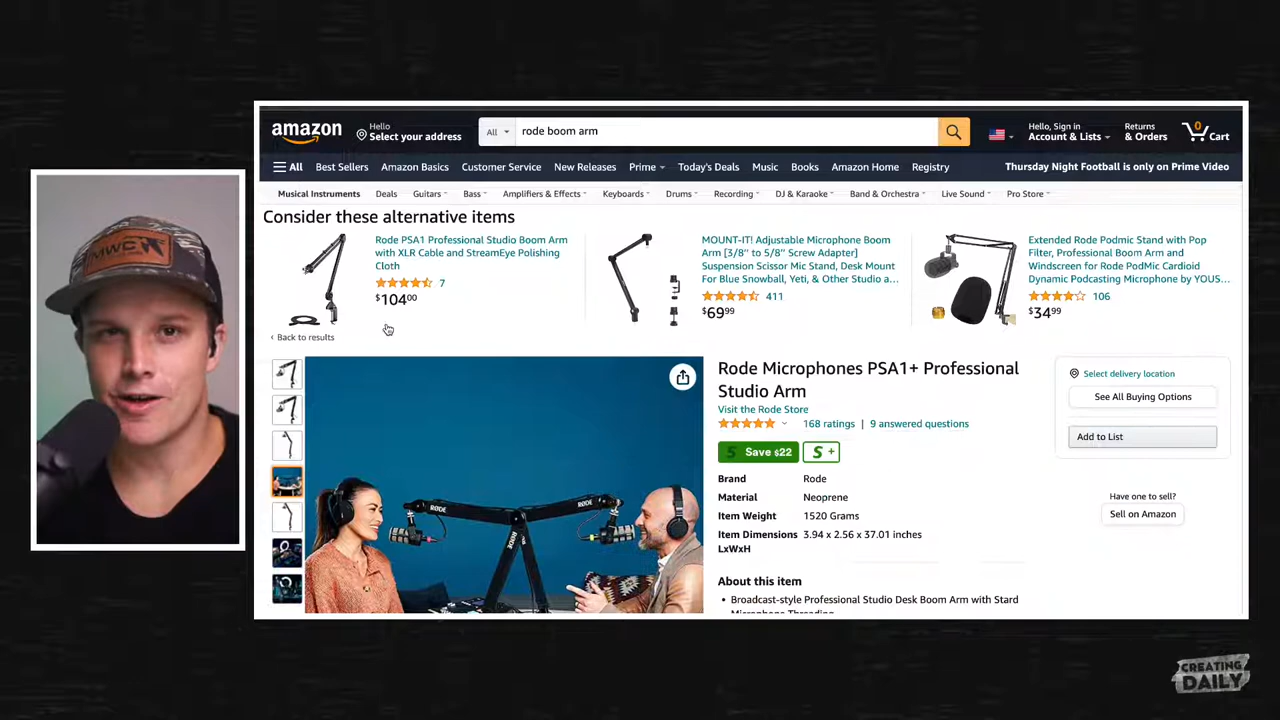 amazon
Hello
Select your address
All
rode boom arm
Hello, Sign in
Account & Lists
Returns
& Orders
0
Cart
All
Best Sellers
Amazon Basics
Customer Service
New Releases
Prime
Today's Deals
Music
Books
Amazon Home
Registry
Thursday Night Football is only on Prime Video
Musical Instruments
Deals
Guitars
Bass
Amplifiers & Effects
Keyboards
Drums
Recording
DJ & Karaoke
Band & Orchestra
Live Sound
Pro Store
Consider these alternative items
Rode PSA1 Professional Studio Boom Arm
with XLR Cable and StreamEye Polishing
Cloth
7
$10400
MOUNT-IT! Adjustable Microphone Boom
Arm [3/8" to 5/8" Screw Adapter]
Suspension Scissor Mic Stand, Desk Mount
For Blue Snowball, Yeti, & Other Studio a...
411
$6999
Extended Rode Podmic Stand with Pop
Filter, Professional Boom Arm and
Windscreen for Rode PodMic Cardioid
Dynamic Podcasting Microphone by YOUS...
106
$3499
‹ Back to results
MWC
RODE
RODE
RODE
Rode Microphones PSA1+ Professional
Studio Arm
Visit the Rode Store
168 ratings | 9 answered questions
S Save $22
S +
Brand Rode
Material Neoprene
Item Weight 1520 Grams
Item Dimensions 3.94 x 2.56 x 37.01 inches
LxWxH
About this item
• Broadcast-style Professional Studio Desk Boom Arm with Stard
Microphone Threading
Select delivery location
See All Buying Options
Add to List
Have one to sell?
Sell on Amazon
CREATING
DAILY